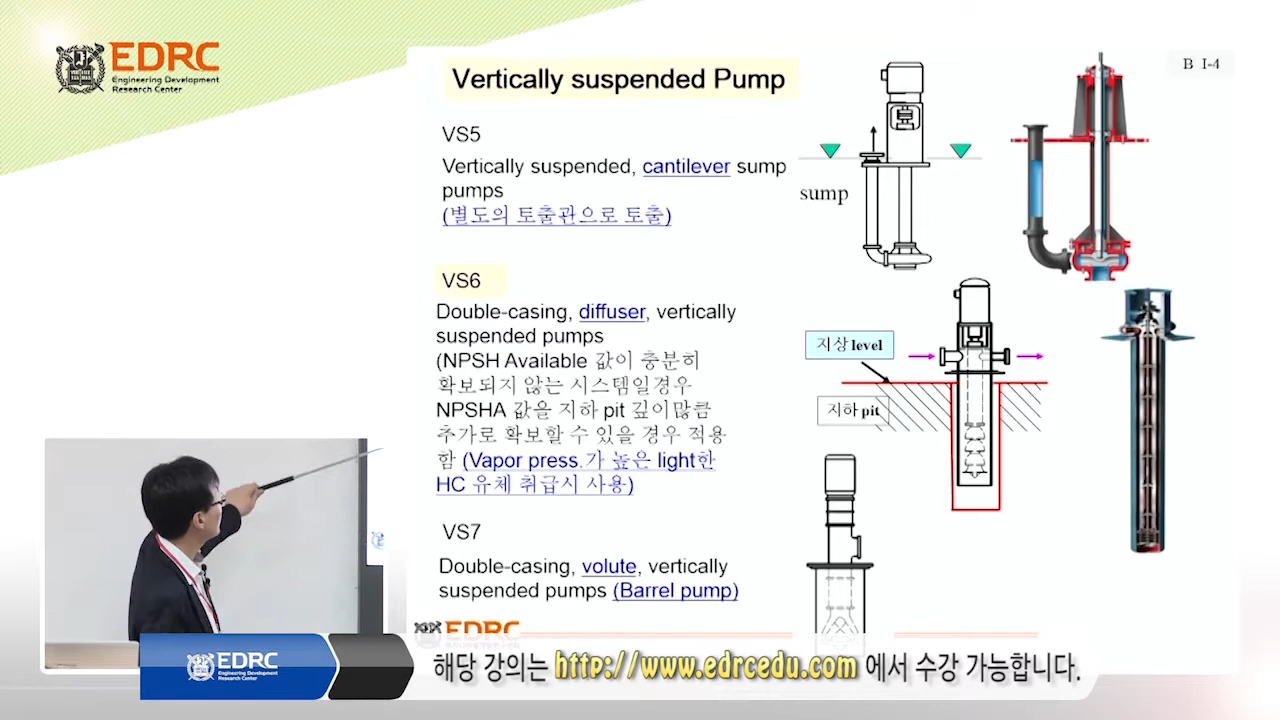 EDRC
Engineering Development
Research Center
Vertically suspended Pump
B I-4
VS5
Vertically suspended, cantilever sump
pumps
(별도의 토출관으로 토출)
sump
VS6
Double-casing, diffuser, vertically
suspended pumps
(NPSH Available 값이 충분히
확보되지 않는 시스템일경우
NPSHA 값을 지하 pit 깊이많큼
추가로 확보할 수 있을 경우 적용
함 (Vapor press.가 높은 light한
HC 유체 취급시 사용)
지상 level
지하 pit
VS7
Double-casing, volute, vertically
suspended pumps (Barrel pump)
EDRC
EDRC
Engineering Development
Research Center
해당 강의는 http://www.edrcedu.com 에서 수강 가능합니다.